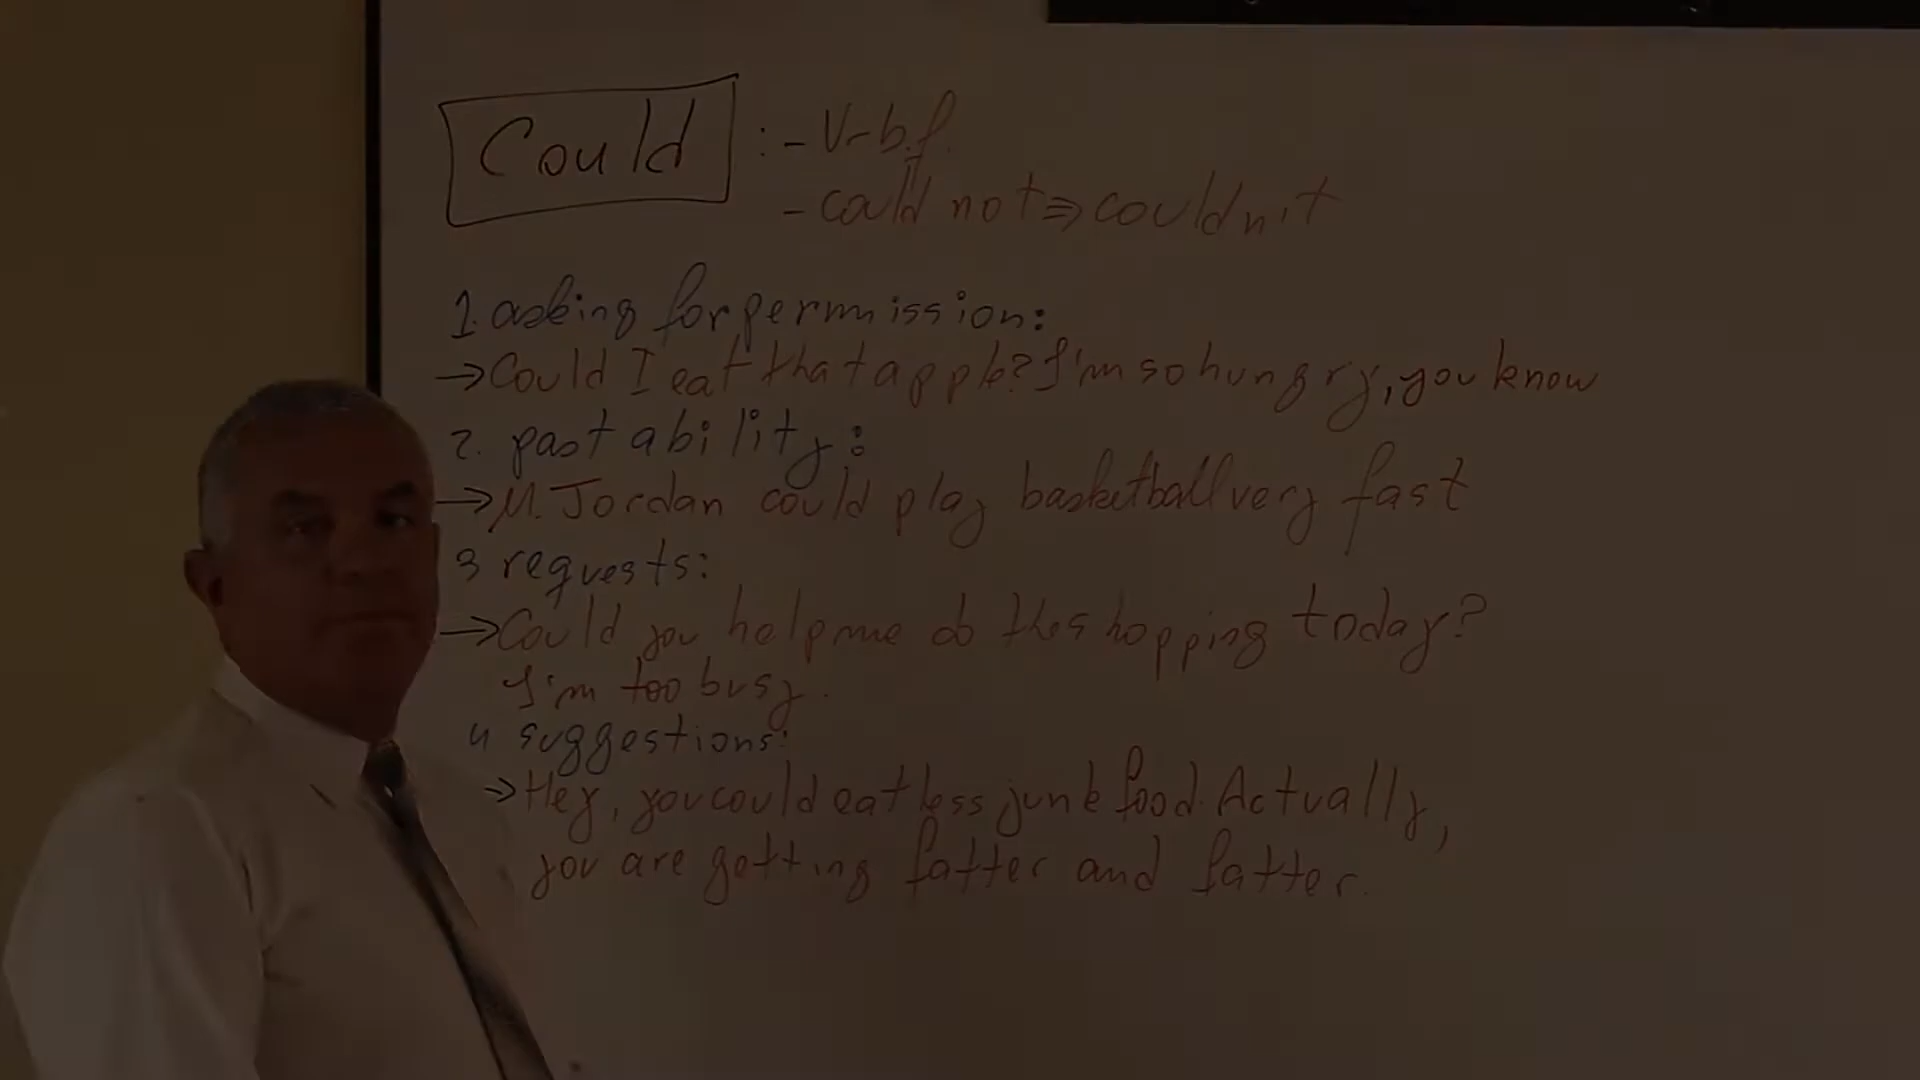 Could : - V-b.f.
- could not ⇒ couldn't
1. asking for permission:
→ Could I eat that apple? I'm so hungry, you know
2. past ability:
→ M. Jordan could play basketball very fast
3 requests:
→ Could you help me do the shopping today?
I'm too busy.
4 suggestions:
→ Hey, you could eat less junk food. Actually,
you are getting fatter and fatter.